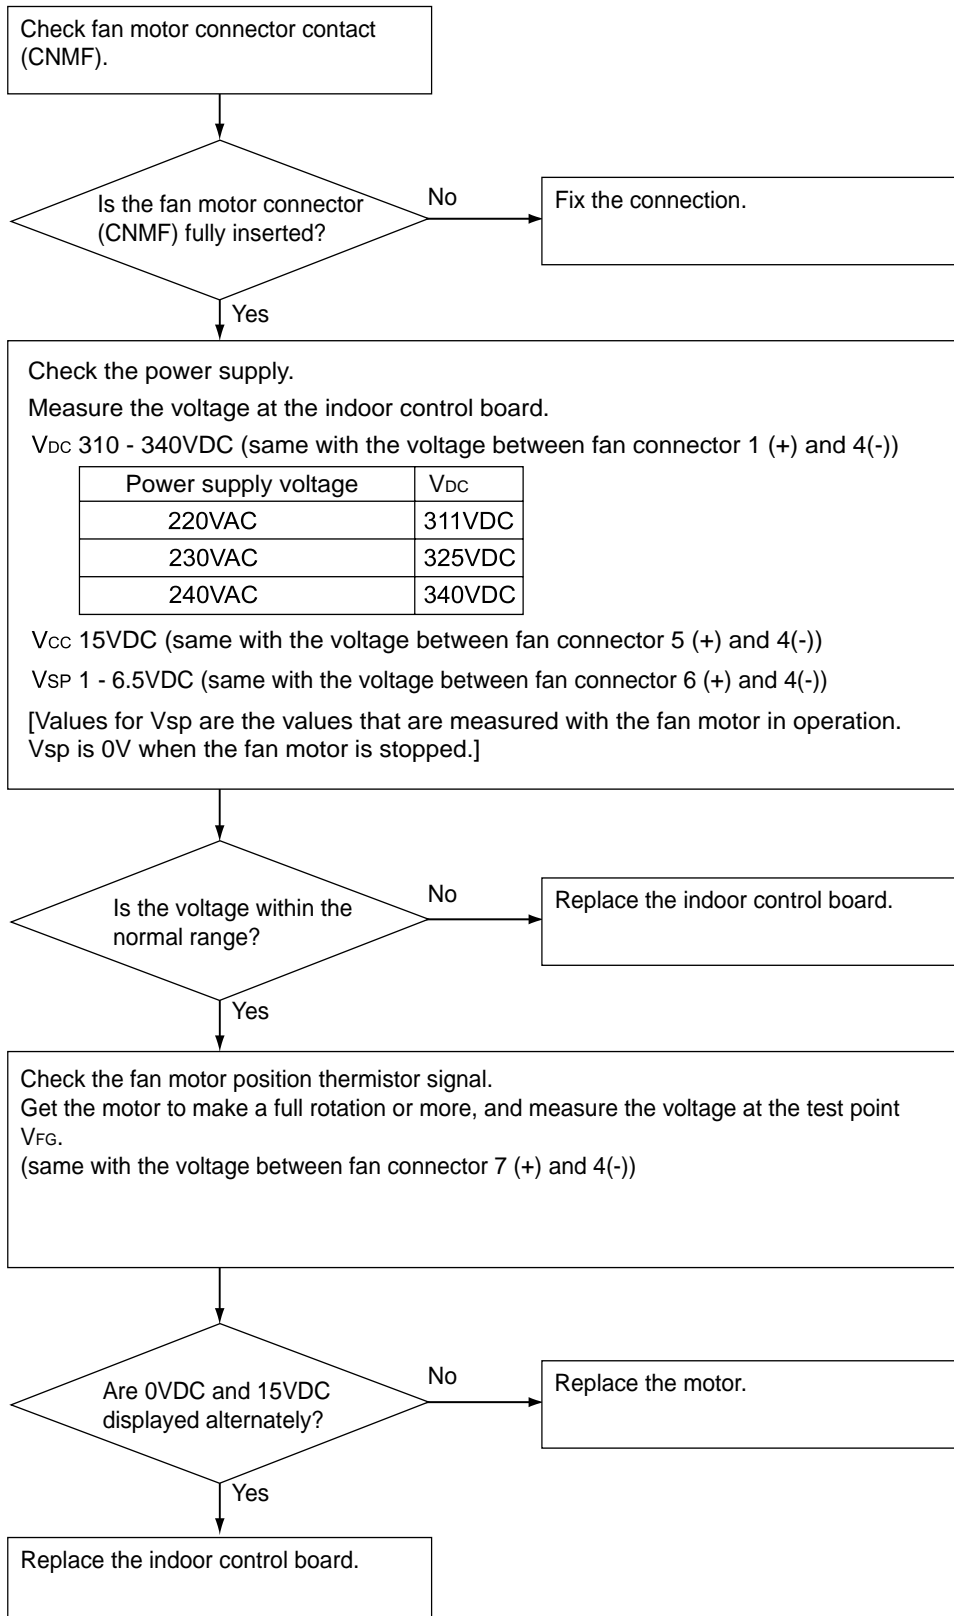 Check fan motor connector contact
(CNMF).
Is the fan motor connector
(CNMF) fully inserted?
No
Fix the connection.
Yes
Check the power supply.
Measure the voltage at the indoor control board.
VDC 310 - 340VDC (same with the voltage between fan connector 1 (+) and 4(-))
Power supply voltage VDC
220VAC 311VDC
230VAC 325VDC
240VAC 340VDC
VCC 15VDC (same with the voltage between fan connector 5 (+) and 4(-))
VSP 1 - 6.5VDC (same with the voltage between fan connector 6 (+) and 4(-))
[Values for Vsp are the values that are measured with the fan motor in operation.
Vsp is 0V when the fan motor is stopped.]
Is the voltage within the
normal range?
No
Replace the indoor control board.
Yes
Check the fan motor position thermistor signal.
Get the motor to make a full rotation or more, and measure the voltage at the test point
VFG.
(same with the voltage between fan connector 7 (+) and 4(-))
Are 0VDC and 15VDC
displayed alternately?
No
Replace the motor.
Yes
Replace the indoor control board.